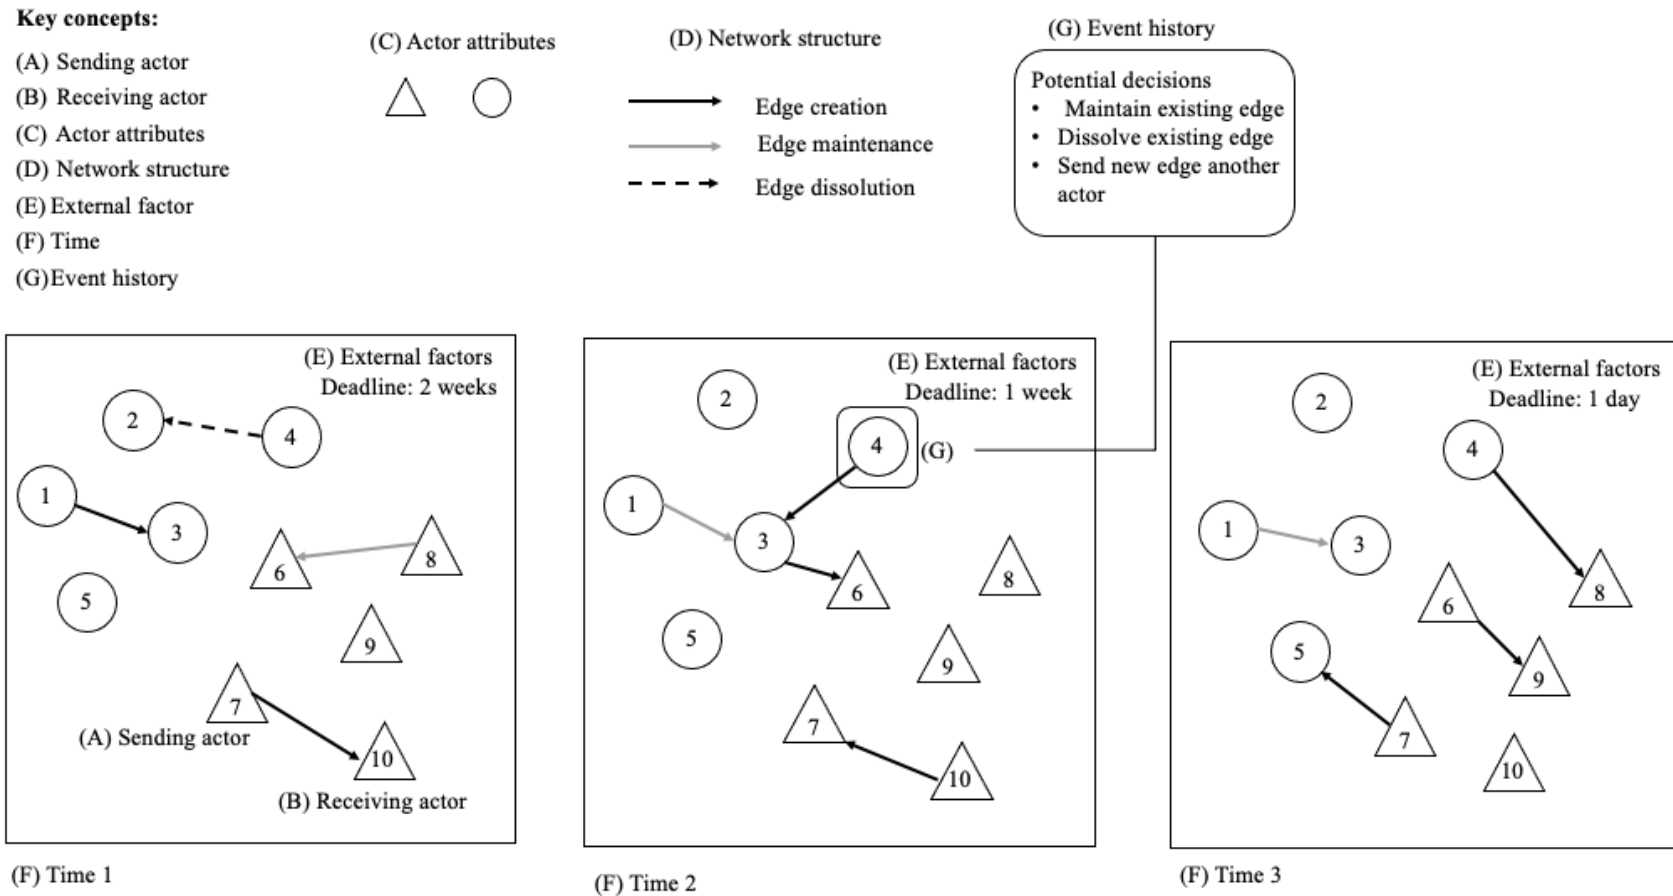 Key concepts:
(A) Sending actor
(B) Receiving actor
(C) Actor attributes
(D) Network structure
(E) External factor
(F) Time
(G)Event history
(C) Actor attributes
(D) Network structure
Edge creation
Edge maintenance
Edge dissolution
(G) Event history
Potential decisions
• Maintain existing edge
• Dissolve existing edge
• Send new edge another
actor
(E) External factors
Deadline: 2 weeks
2
4
1
3
6
8
5
9
7
10
(A) Sending actor
(B) Receiving actor
(F) Time 1
(E) External factors
Deadline: 1 week
2
4
(G)
1
3
6
8
5
9
7
10
(F) Time 2
(E) External factors
Deadline: 1 day
2
4
1
3
8
6
5
9
7
10
(F) Time 3